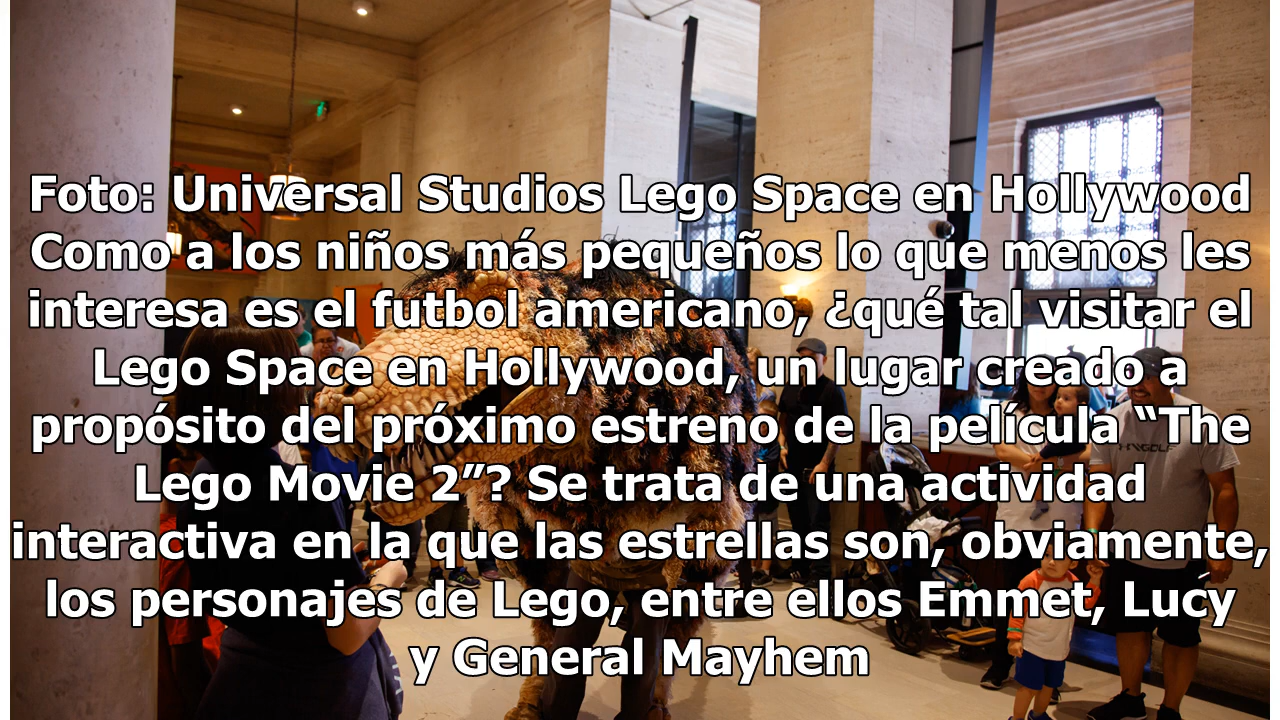 Foto: Universal Studios Lego Space en Hollywood
Como a los niños más pequeños lo que menos les
interesa es el futbol americano, ¿qué tal visitar el
Lego Space en Hollywood, un lugar creado a
propósito del próximo estreno de la película “The
Lego Movie 2”? Se trata de una actividad
interactiva en la que las estrellas son, obviamente,
los personajes de Lego, entre ellos Emmet, Lucy
y General Mayhem